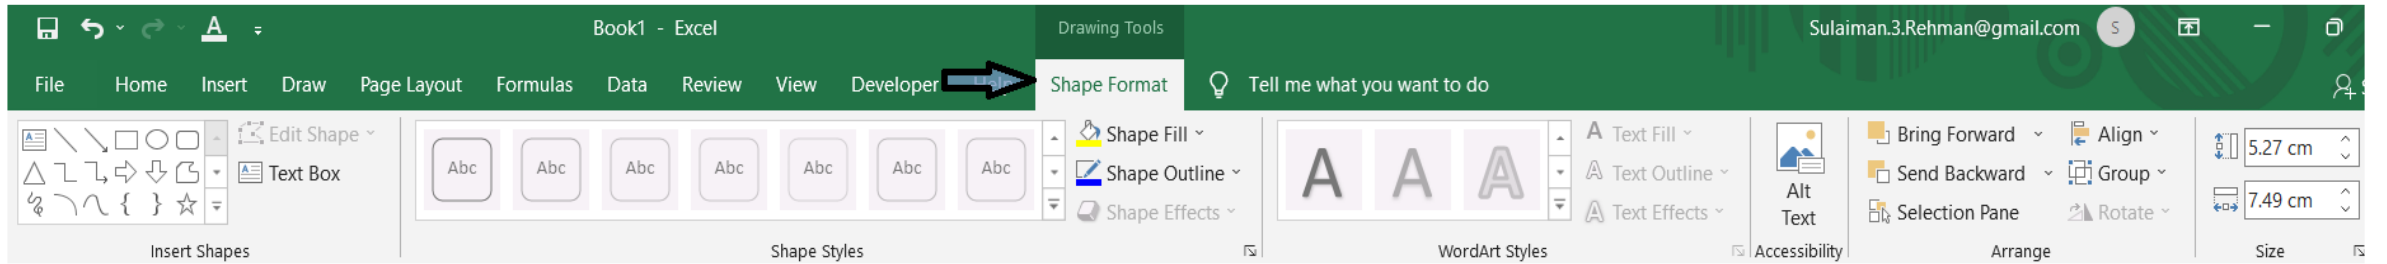 A Book1 - Excel Drawing Tools Sulaiman.3.Rehman@gmail.com S
File Home Insert Draw Page Layout Formulas Data Review View Developer Help Shape Format Tell me what you want to do
Edit Shape Abc Abc Abc Abc Abc Abc Abc Shape Fill A A A A Text Fill Bring Forward Align 5.27 cm
Text Box Shape Outline A Text Outline Alt Text Send Backward Group
Shape Effects A Text Effects Selection Pane Rotate 7.49 cm
Insert Shapes Shape Styles WordArt Styles Accessibility Arrange Size